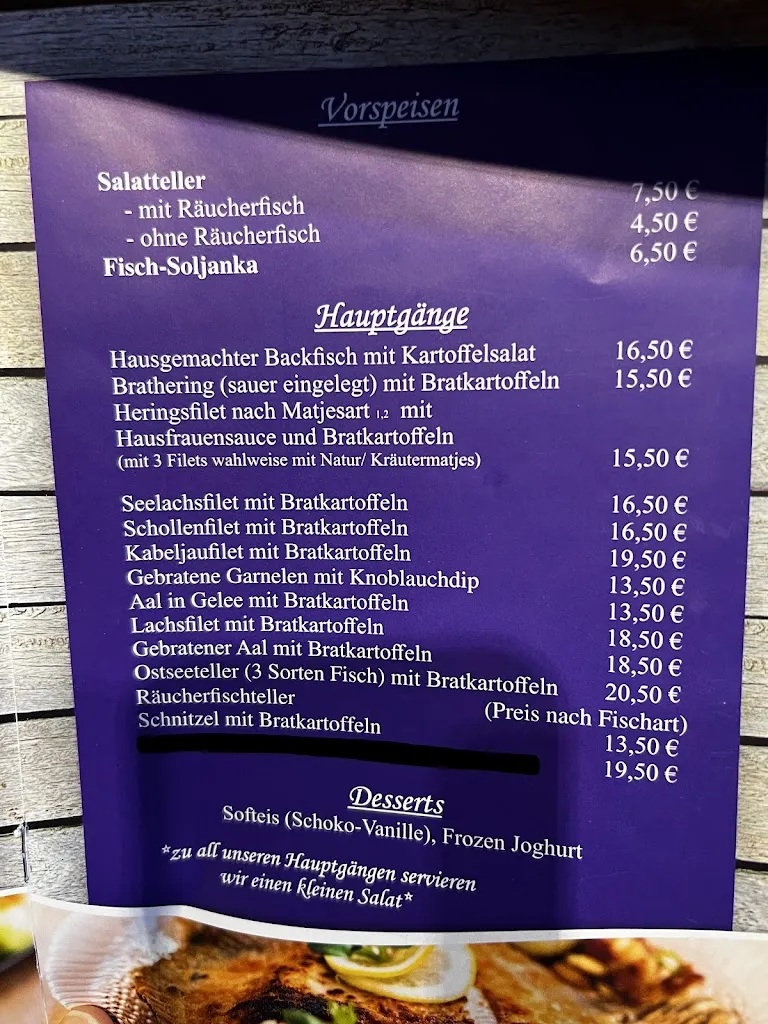 Vorspeisen
Salatteller
- mit Räucherfisch 7,50 €
- ohne Räucherfisch 4,50 €
Fisch-Soljanka 6,50 €
Hauptgänge
Hausgemachter Backfisch mit Kartoffelsalat 16,50 €
Brathering (sauer eingelegt) mit Bratkartoffeln 15,50 €
Heringsfilet nach Matjesart 1,2 mit
Hausfrauensauce und Bratkartoffeln
(mit 3 Filets wahlweise mit Natur/ Kräutermatjes) 15,50 €
Seelachsfilet mit Bratkartoffeln 16,50 €
Schollenfilet mit Bratkartoffeln 16,50 €
Kabeljaufilet mit Bratkartoffeln 19,50 €
Gebratene Garnelen mit Knoblauchdip 13,50 €
Aal in Gelee mit Bratkartoffeln 13,50 €
Lachsfilet mit Bratkartoffeln 18,50 €
Gebratener Aal mit Bratkartoffeln 18,50 €
Ostseeteller (3 Sorten Fisch) mit Bratkartoffeln 20,50 €
Räucherfischteller (Preis nach Fischart)
Schnitzel mit Bratkartoffeln 13,50 €
19,50 €
Desserts
Softeis (Schoko-Vanille), Frozen Joghurt
*zu all unseren Hauptgängen servieren
wir einen kleinen Salat*